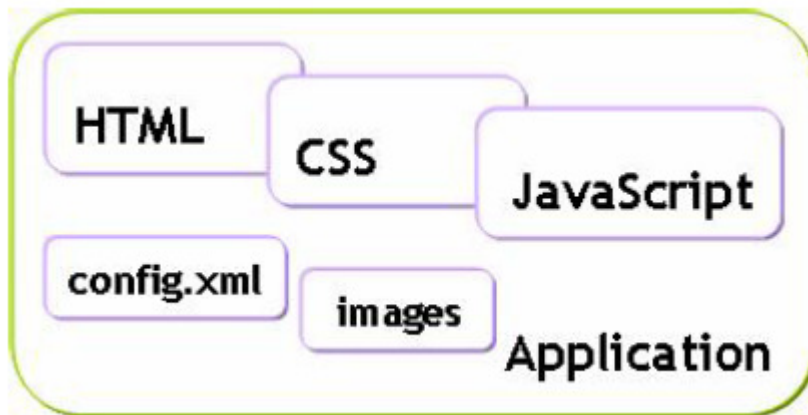 HTML
CSS
JavaScript
config.xml
images
Application